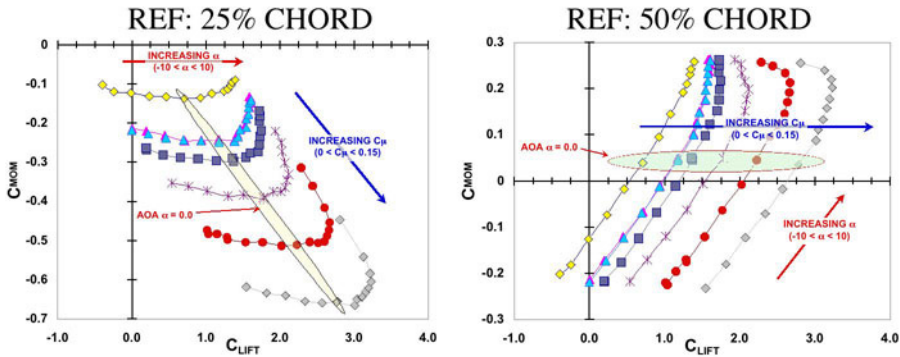 REF: 25% CHORD
0
-0.1
-0.2
-0.3
-0.4
-0.5
-0.6
-0.7
-1.0
0.0
1.0
2.0
3.0
4.0
C_MOM
C_LIFT
INCREASING α
(-10 < α < 10)
INCREASING Cμ
(0 < Cμ < 0.15)
AOA α = 0.0
REF: 50% CHORD
0.3
0.2
0.1
0
-0.1
-0.2
-0.3
-1.0
0.0
1.0
2.0
3.0
4.0
C_MOM
C_LIFT
INCREASING Cμ
(0 < Cμ < 0.15)
AOA α = 0.0
INCREASING α
(-10 < α < 10)